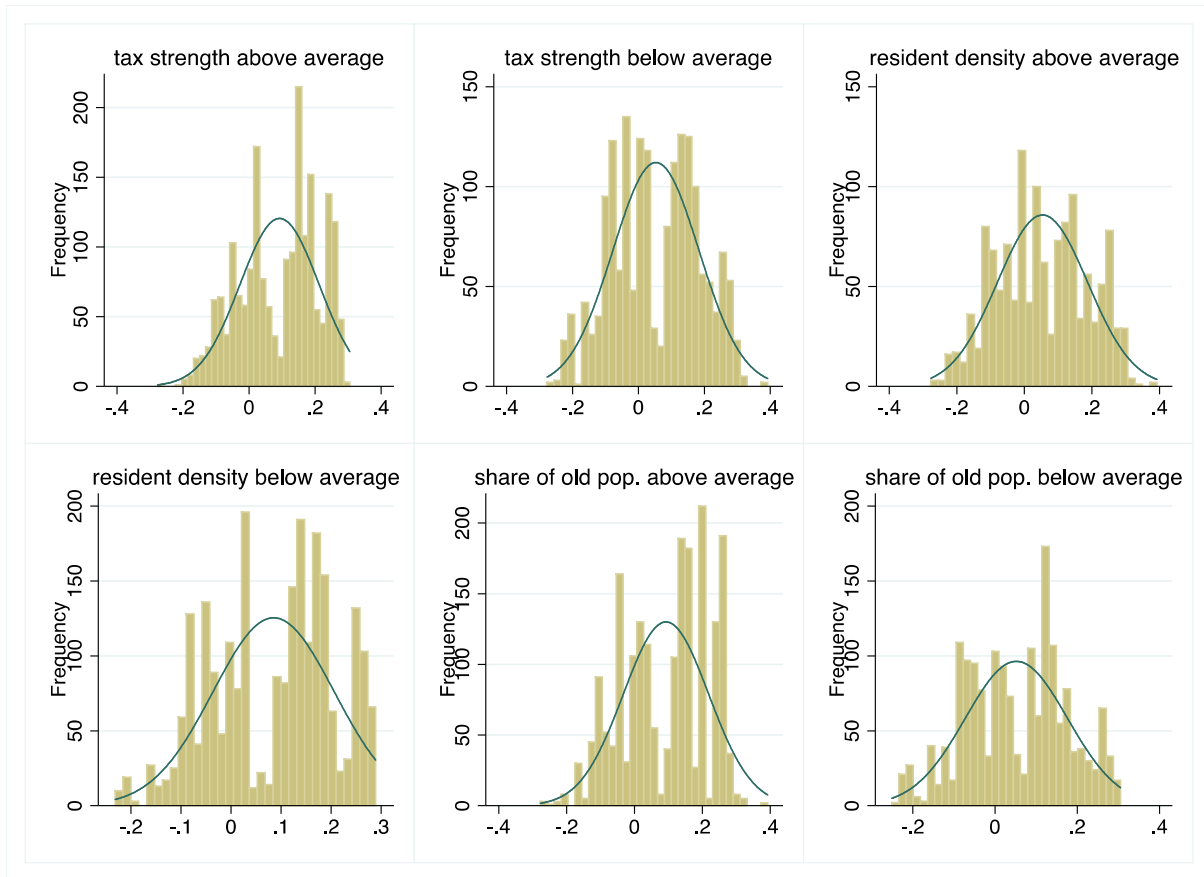 tax strength above average
Frequency
0 50 100 150 200
-.4 -.2 0 .2 .4
tax strength below average
Frequency
0 50 100 150
-.4 -.2 0 .2 .4
resident density above average
Frequency
0 50 100 150
-.4 -.2 0 .2 .4
resident density below average
Frequency
0 50 100 150 200
-.2 -.1 0 .1 .2 .3
share of old pop. above average
Frequency
0 50 100 150 200
-.4 -.2 0 .2 .4
share of old pop. below average
Frequency
0 50 100 150 200
-.2 0 .2 .4